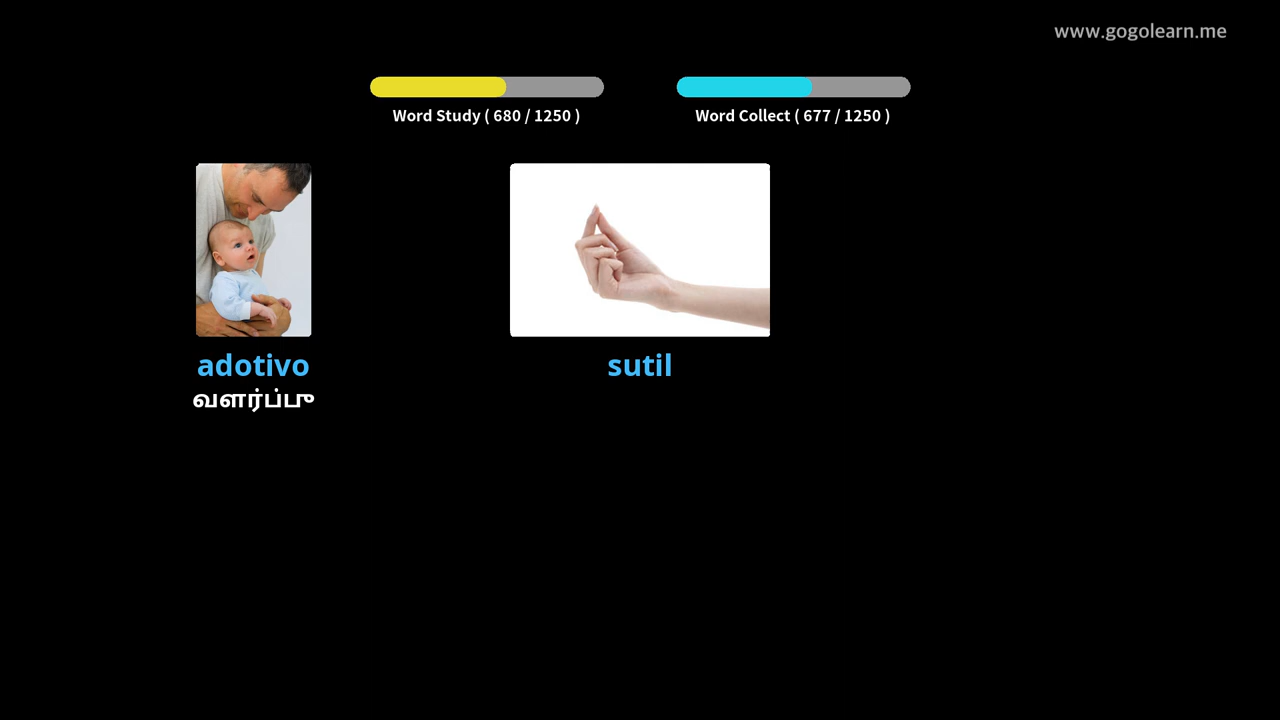 www.gogolearn.me
Word Study ( 680 / 1250 )
Word Collect ( 677 / 1250 )
adotivo
வளர்ப்பு
sutil